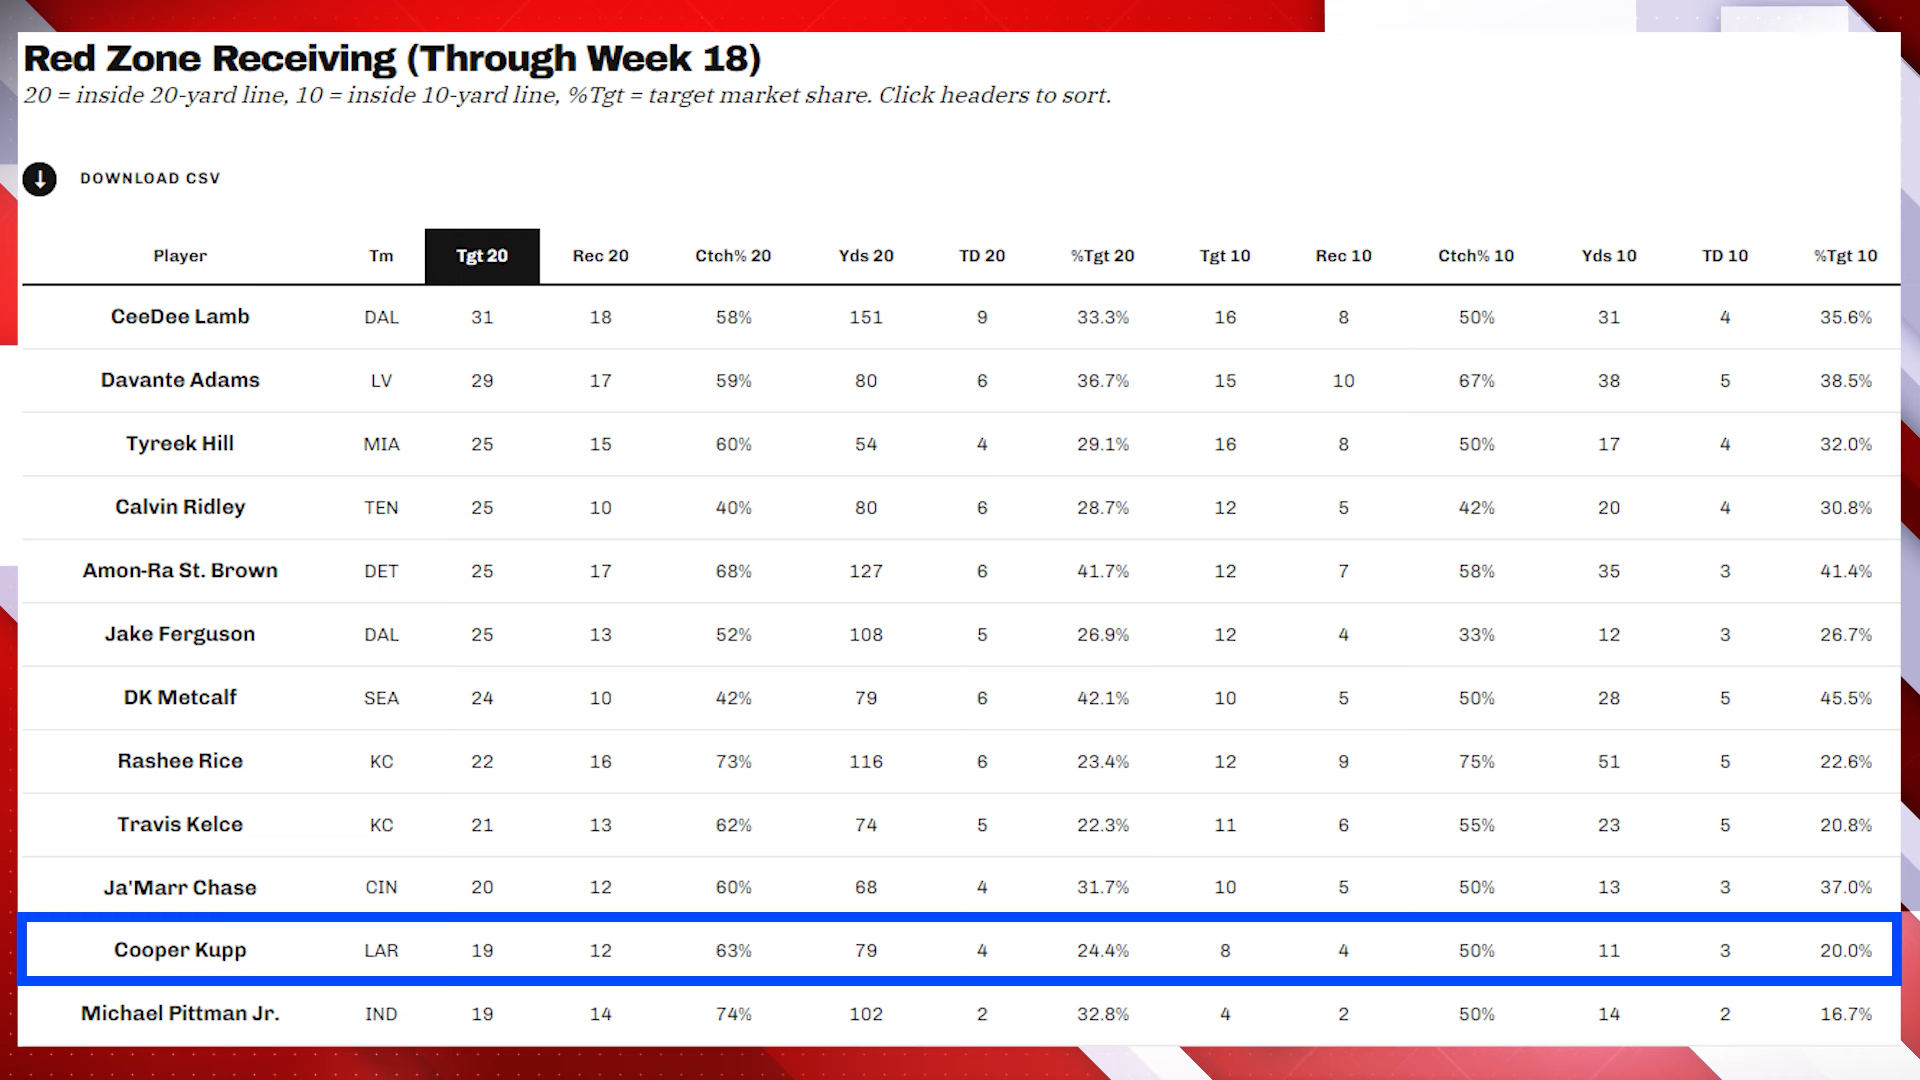 Red Zone Receiving (Through Week 18)
20 = inside 20-yard line, 10 = inside 10-yard line, %Tgt = target market share. Click headers to sort.
DOWNLOAD CSV
Player Tm Tgt 20 Rec 20 Ctch% 20 Yds 20 TD 20 %Tgt 20 Tgt 10 Rec 10 Ctch% 10 Yds 10 TD 10 %Tgt 10
CeeDee Lamb DAL 31 18 58% 151 9 33.3% 16 8 50% 31 4 35.6%
Davante Adams LV 29 17 59% 80 6 36.7% 15 10 67% 38 5 38.5%
Tyreek Hill MIA 25 15 60% 54 4 29.1% 16 8 50% 17 4 32.0%
Calvin Ridley TEN 25 10 40% 80 6 28.7% 12 5 42% 20 4 30.8%
Amon-Ra St. Brown DET 25 17 68% 127 6 41.7% 12 7 58% 35 3 41.4%
Jake Ferguson DAL 25 13 52% 108 5 26.9% 12 4 33% 12 3 26.7%
DK Metcalf SEA 24 10 42% 79 6 42.1% 10 5 50% 28 5 45.5%
Rashee Rice KC 22 16 73% 116 6 23.4% 12 9 75% 51 5 22.6%
Travis Kelce KC 21 13 62% 74 5 22.3% 11 6 55% 23 5 20.8%
Ja'Marr Chase CIN 20 12 60% 68 4 31.7% 10 5 50% 13 3 37.0%
Cooper Kupp LAR 19 12 63% 79 4 24.4% 8 4 50% 11 3 20.0%
Michael Pittman Jr. IND 19 14 74% 102 2 32.8% 4 2 50% 14 2 16.7%